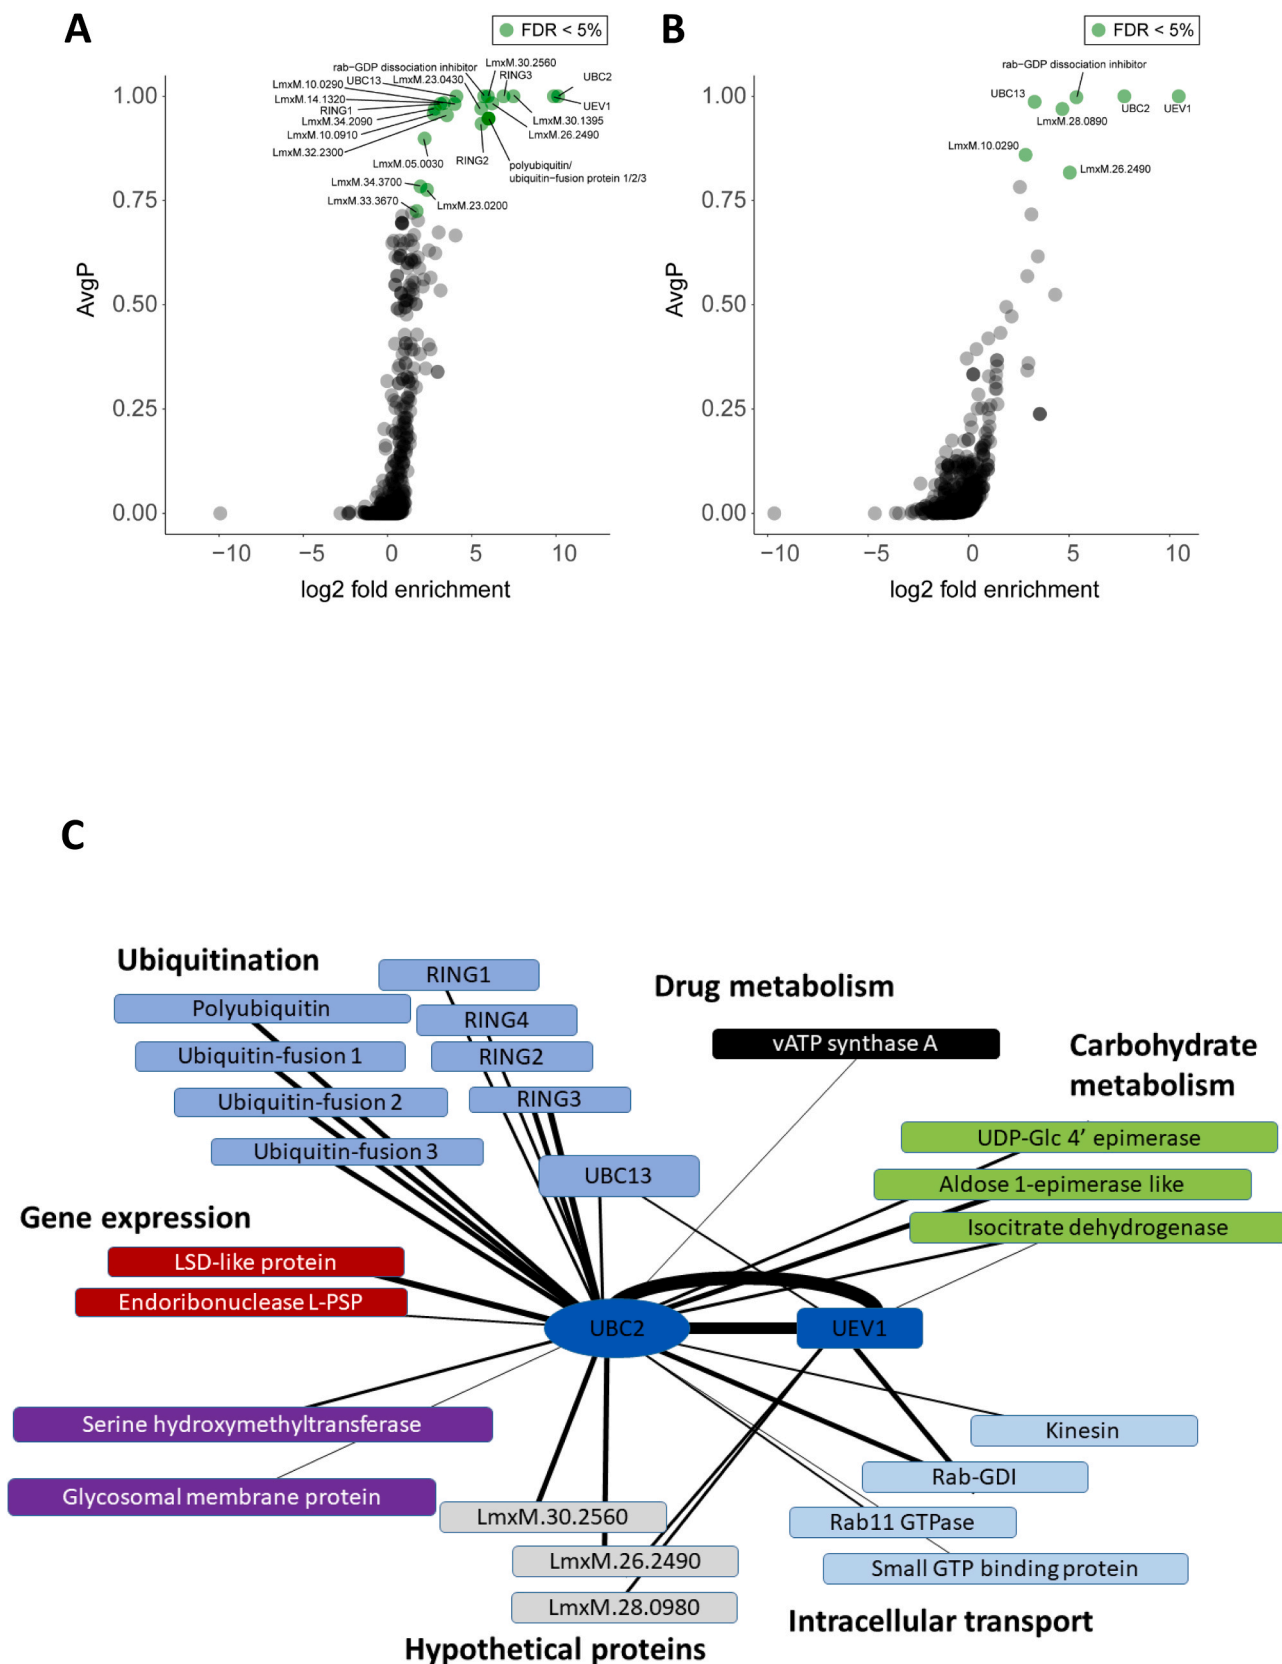 A
FDR < 5%
LmxM.30.2560
rab−GDP dissociation inhibitor
RING3
UBC13
LmxM.23.0430
UBC2
LmxM.10.0290
LmxM.14.1320
RING1
UEV1
LmxM.34.2090
LmxM.30.1395
LmxM.10.0910
LmxM.26.2490
LmxM.32.2300
LmxM.05.0030
RING2
polyubiquitin/
ubiquitin−fusion protein 1/2/3
LmxM.34.3700
LmxM.33.3670
LmxM.23.0200
1.00
0.75
0.50
0.25
0.00
AvgP
−10
−5
0
5
10
log2 fold enrichment
B
FDR < 5%
rab−GDP dissociation inhibitor
UBC13
UBC2
UEV1
LmxM.28.0890
LmxM.10.0290
LmxM.26.2490
1.00
0.75
0.50
0.25
0.00
AvgP
−10
−5
0
5
10
log2 fold enrichment
C
Ubiquitination
RING1
Polyubiquitin
RING4
Ubiquitin-fusion 1
RING2
Ubiquitin-fusion 2
RING3
Ubiquitin-fusion 3
UBC13
Drug metabolism
vATP synthase A
Carbohydrate
metabolism
UDP-Glc 4’ epimerase
Aldose 1-epimerase like
Isocitrate dehydrogenase
Gene expression
LSD-like protein
Endoribonuclease L-PSP
UBC2
UEV1
Serine hydroxymethyltransferase
Glycosomal membrane protein
Kinesin
Rab-GDI
Rab11 GTPase
Small GTP binding protein
Intracellular transport
LmxM.30.2560
LmxM.26.2490
LmxM.28.0980
Hypothetical proteins